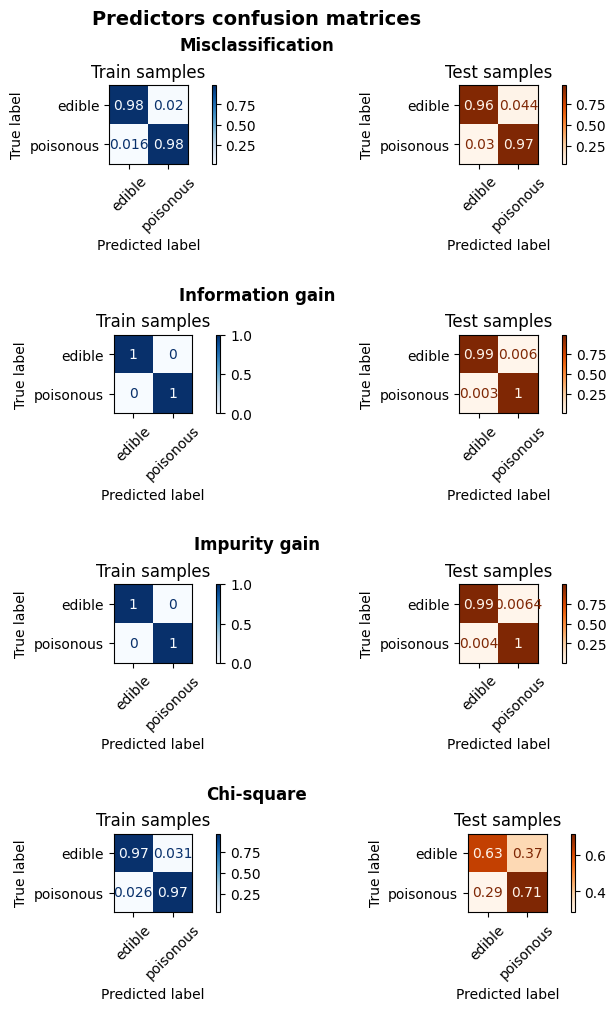 Predictors confusion matrices
Misclassification
Train samples
True label
edible
poisonous
0.98 0.02
0.016 0.98
0.75
0.50
0.25
edible
poisonous
Predicted label
Test samples
True label
edible
poisonous
0.96 0.044
0.03 0.97
0.75
0.50
0.25
edible
poisonous
Predicted label
Information gain
Train samples
True label
edible
poisonous
1 0
0 1
1.0
0.5
0.0
edible
poisonous
Predicted label
Test samples
True label
edible
poisonous
0.99 0.006
0.003 1
0.75
0.50
0.25
edible
poisonous
Predicted label
Impurity gain
Train samples
True label
edible
poisonous
1 0
0 1
1.0
0.5
0.0
edible
poisonous
Predicted label
Test samples
True label
edible
poisonous
0.99 0.0064
0.004 1
0.75
0.50
0.25
edible
poisonous
Predicted label
Chi-square
Train samples
True label
edible
poisonous
0.97 0.031
0.026 0.97
0.75
0.50
0.25
edible
poisonous
Predicted label
Test samples
True label
edible
poisonous
0.63 0.37
0.29 0.71
0.6
0.4
edible
poisonous
Predicted label